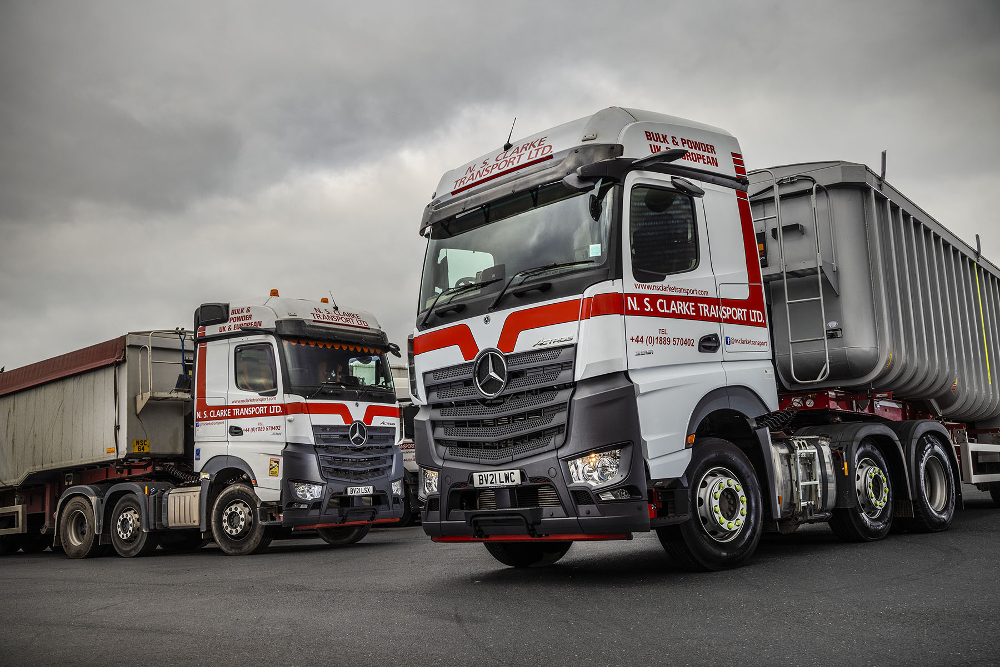 BULK &
POWDER
UK & EUROPEAN
N. S. CLARKE
TRANSPORT LTD.
www.nsclarketransport.com
N. S. CLARKE TRANSPORT LTD.
@nsclarketransport
TEL.
+44 (0)1889 570402
ACTROS
NSC
64
BV21 LSX
N. S. CLARKE
TRANSPORT LTD.
BULK & POWDER
UK & EUROPEAN
www.nsclarketransport.com
N. S. CLARKE TRANSPORT LTD.
TEL.
+44 (0)1889 570402
f @nsclarketransport
ACTROS
BV21 LWC
TRANSPORT